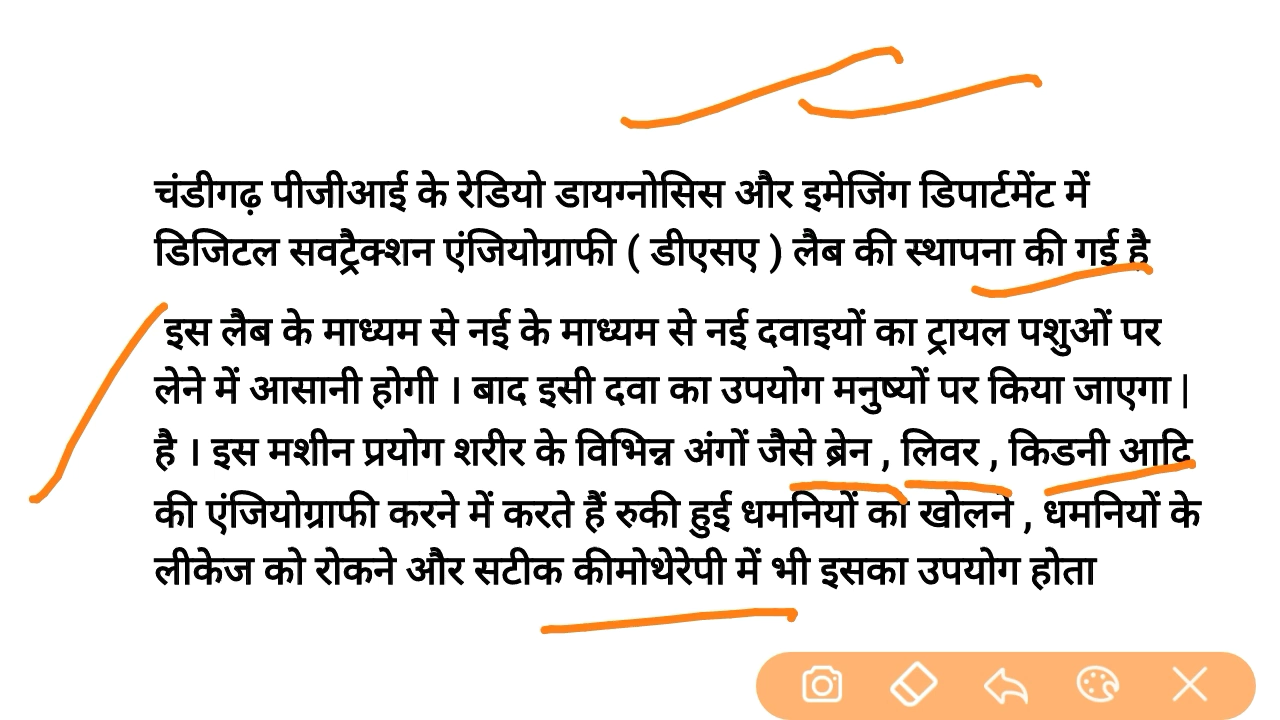 चंडीगढ़ पीजीआई के रेडियो डायग्नोसिस और इमेजिंग डिपार्टमेंट में
डिजिटल सवट्रैक्शन एंजियोग्राफी ( डीएसए ) लैब की स्थापना की गई है
इस लैब के माध्यम से नई के माध्यम से नई दवाइयों का ट्रायल पशुओं पर
लेने में आसानी होगी । बाद इसी दवा का उपयोग मनुष्यों पर किया जाएगा |
है । इस मशीन प्रयोग शरीर के विभिन्न अंगों जैसे ब्रेन , लिवर , किडनी आदि
की एंजियोग्राफी करने में करते हैं रुकी हुई धमनियों को खोलने , धमनियों के
लीकेज को रोकने और सटीक कीमोथेरेपी में भी इसका उपयोग होता